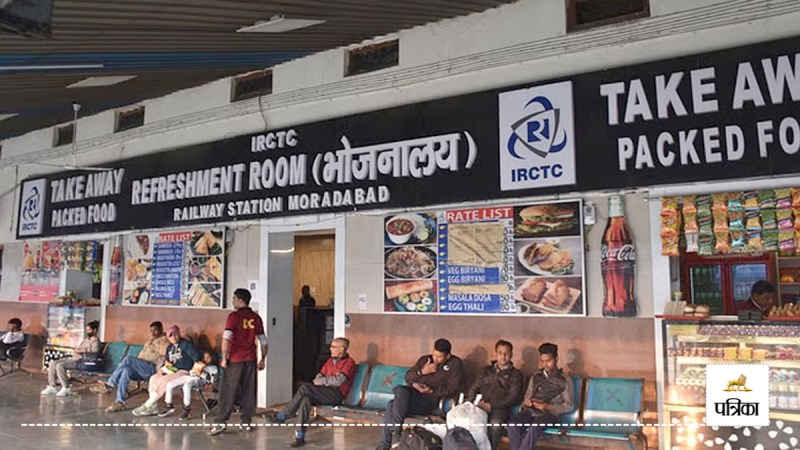 IRCTC
TAKE AWAY
PACKED FOOD
IRCTC
REFRESHMENT ROOM (भोजनालय)
RAILWAY STATION MORADABAD
IRCTC
TAKE AW
PACKED FO
RATE LIST
RATE LIST
VEG BIRYANI
EGG BIRYANI
MASALA DOSA
EGG THALI
Coca-Cola
पत्रिका